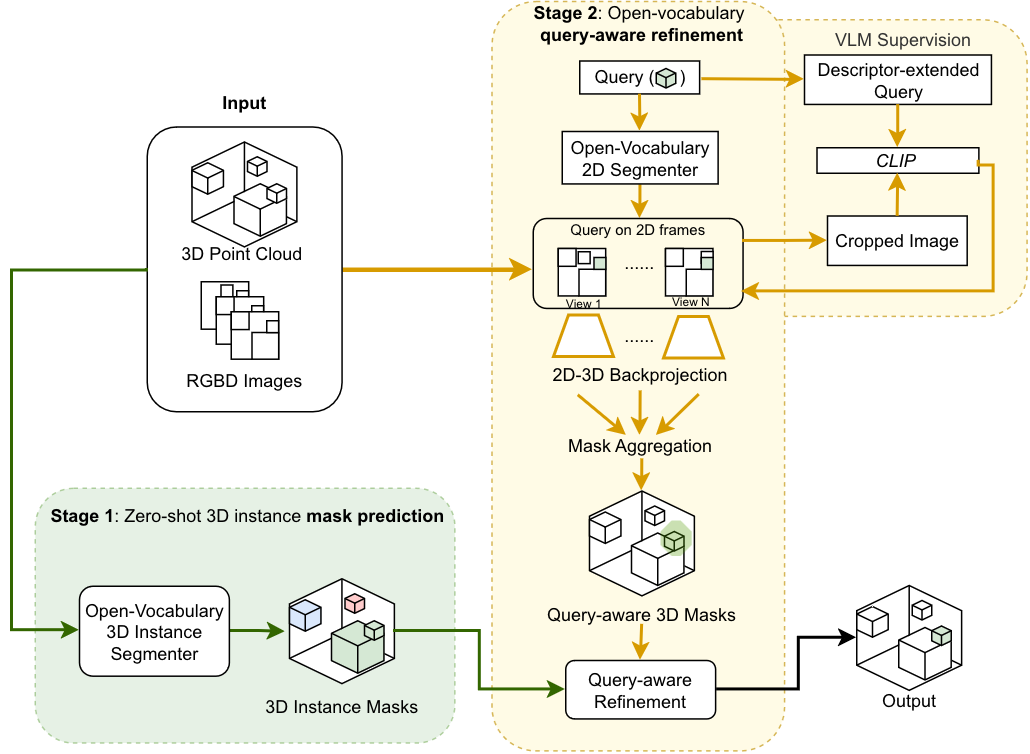 Stage 2: Open-vocabulary
query-aware refinement
VLM Supervision
Query ( )
Descriptor-extended
Query
Input
Open-Vocabulary
2D Segmenter
CLIP
Query on 2D frames
......
View 1
View N
Cropped Image
3D Point Cloud
RGBD Images
......
2D-3D Backprojection
Mask Aggregation
Stage 1: Zero-shot 3D instance mask prediction
Open-Vocabulary
3D Instance
Segmenter
3D Instance Masks
Query-aware 3D Masks
Query-aware
Refinement
Output